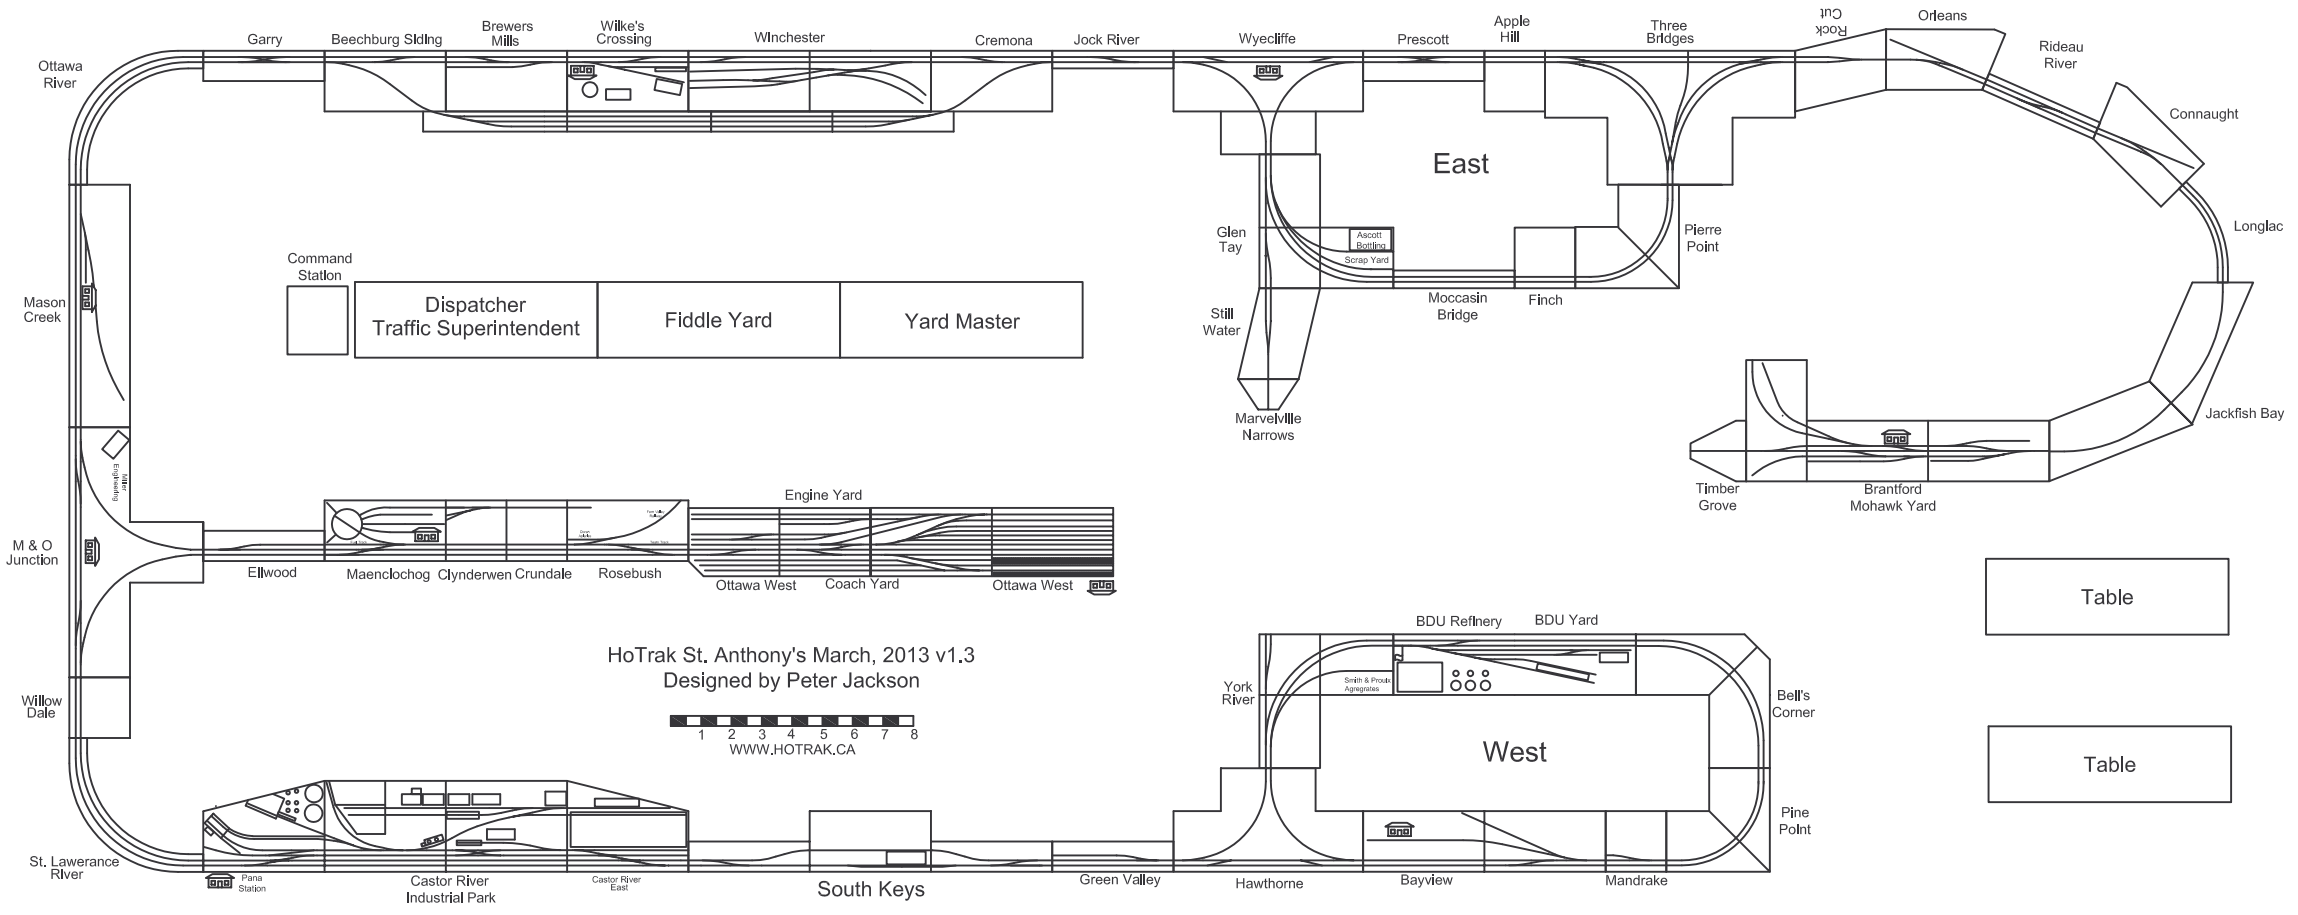 Garry
Beechburg Siding
Brewers
Mills
Wilke's
Crossing
Winchester
Cremona
Jock River
Wyecliffe
Prescott
Apple
Hill
Three
Bridges
Rock
Cut
Orleans
Rideau
River
Connaught
Longlac
Jackfish Bay
Ottawa
River
East
Glen
Tay
Ascott
Bottling
Scrap Yard
Pierre
Point
Moccasin
Bridge
Finch
Still
Water
Marvelville
Narrows
Command
Station
Dispatcher
Traffic Superintendent
Fiddle Yard
Yard Master
Mason
Creek
Miller
Engineering
M & O
Junction
Timber
Grove
Brantford
Mohawk Yard
Engine Yard
Ellwood
Maenclochog
Clynderwen
Crundale
Rosebush
Ottawa West
Coach Yard
Ottawa West
Table
HoTrak St. Anthony's March, 2013 v1.3
Designed by Peter Jackson
1 2 3 4 5 6 7 8
WWW.HOTRAK.CA
BDU Refinery
BDU Yard
York
River
Smith & Proulx
Agregrates
Bell's
Corner
West
Table
Willow
Dale
Pine
Point
St. Lawerance
River
Pana
Station
Castor River
Industrial Park
Castor River
East
South Keys
Green Valley
Hawthorne
Bayview
Mandrake